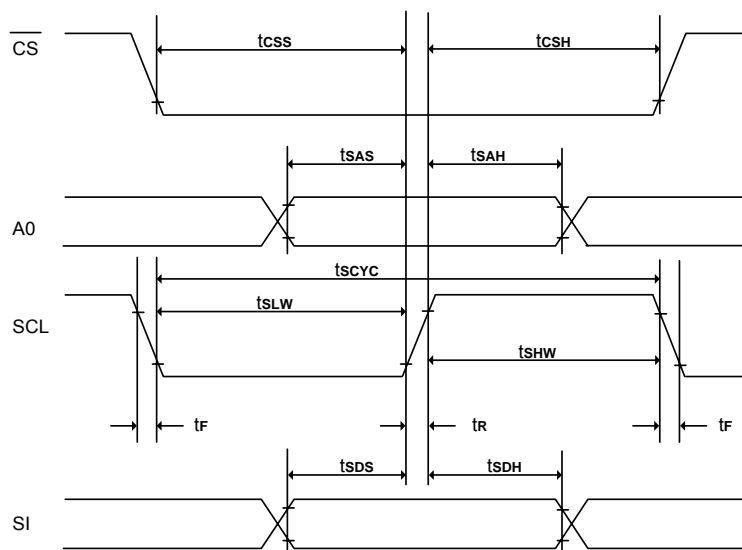 CS
tCSS
tCSH
tSAS
tSAH
A0
tSCYC
tSLW
SCL
tSHW
tF
tR
tF
tSDS
tSDH
SI